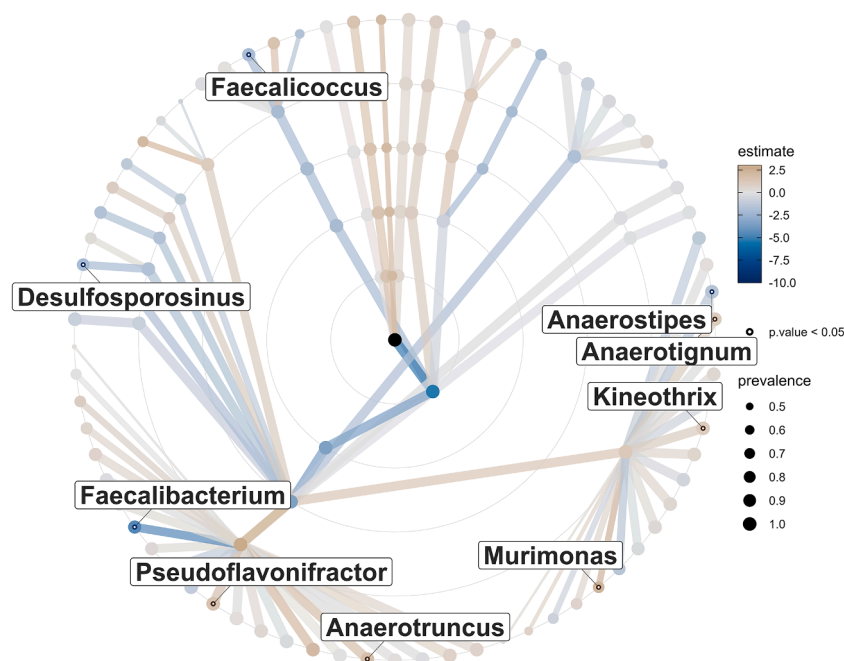 Faecalicoccus
estimate
2.5
0.0
-2.5
-5.0
-7.5
-10.0
Desulfosporosinus
Anaerostipes
p.value < 0.05
Anaerotignum
prevalence
Kineothrix
0.5
0.6
0.7
0.8
0.9
1.0
Faecalibacterium
Murimonas
Pseudoflavonifractor
Anaerotruncus